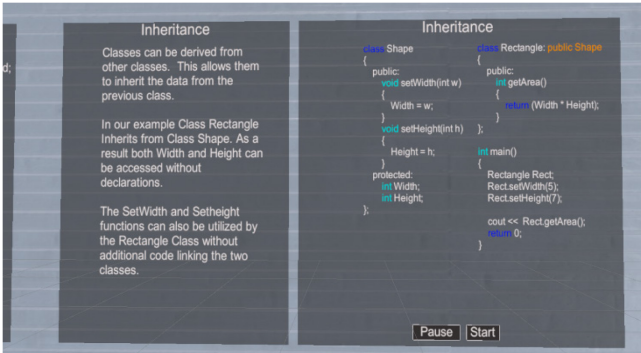 d;
Inheritance
Classes can be derived from
other classes. This allows them
to inherit the data from the
previous class.
In our example Class Rectangle
Inherits from Class Shape. As a
result both Width and Height can
be accessed without
declarations.
The SetWidth and Setheight
functions can also be utilized by
the Rectangle Class without
additional code linking the two
classes.
Inheritance
class Shape
{
public:
void setWidth(int w)
{
Width = w;
}
void setHeight(int h)
{
Height = h;
}
protected:
int Width;
int Height;
};
class Rectangle: public Shape
{
public:
int getArea()
{
return (Width * Height);
}
};
int main()
{
Rectangle Rect;
Rect.setWidth(5);
Rect.setHeight(7);
cout << Rect.getArea();
return 0;
}
Pause Start